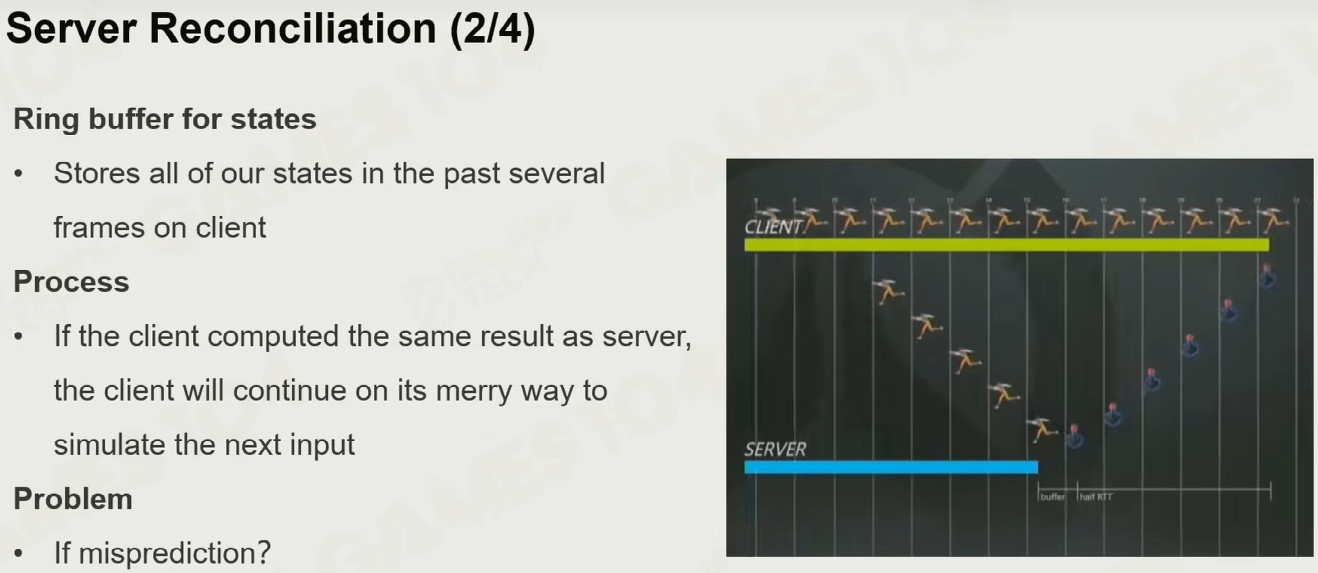 Server Reconciliation (2/4)
Ring buffer for states
• Stores all of our states in the past several
frames on client
Process
• If the client computed the same result as server,
the client will continue on its merry way to
simulate the next input
Problem
• If misprediction?
CLIENT
SERVER
buffer
half RTT